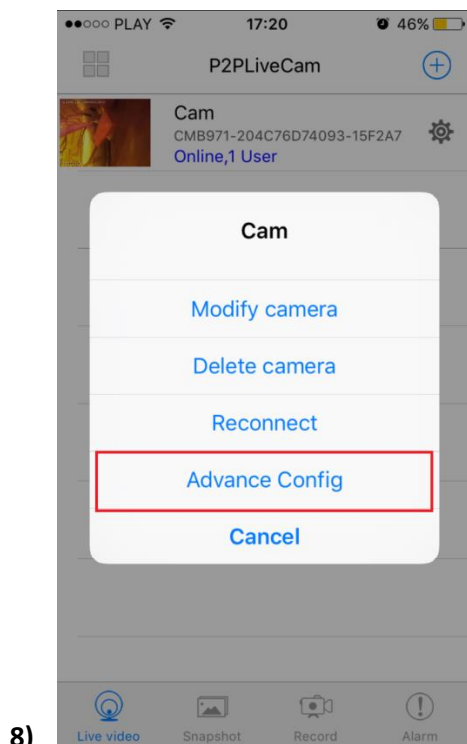 PLAY 17:20 46%
P2PLiveCam
Cam
CMB971-204C76D74093-15F2A7
Online,1 User
Cam
Modify camera
Delete camera
Reconnect
Advance Config
Cancel
Live video Snapshot Record Alarm
8)